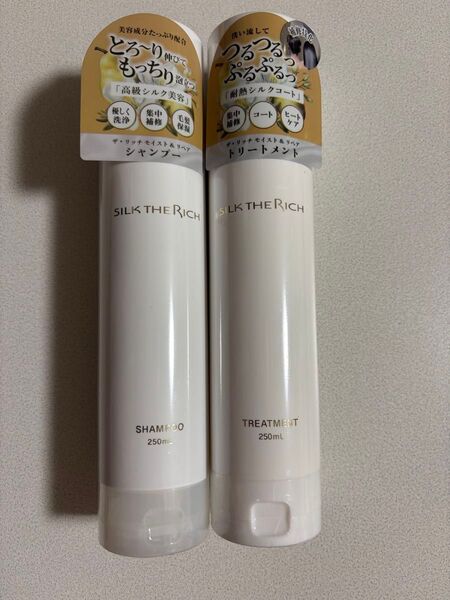 美容成分たっぷり配合
とろ〜り伸びて
もっちり泡立つ
「高級シルク美容」
優しく
洗浄
集中
補修
毛髪
保護
ザ・リッチ モイスト & リペア
シャンプー
SILK THE RICH
SHAMPOO
250mL
洗い流して
つるつるっ
ぷるぷるっ
「耐熱シルクコート」
集中
補修
コート
ヒート
ケア
ザ・リッチ モイスト & リペア
トリートメント
SILK THE RICH
TREATMENT
250mL